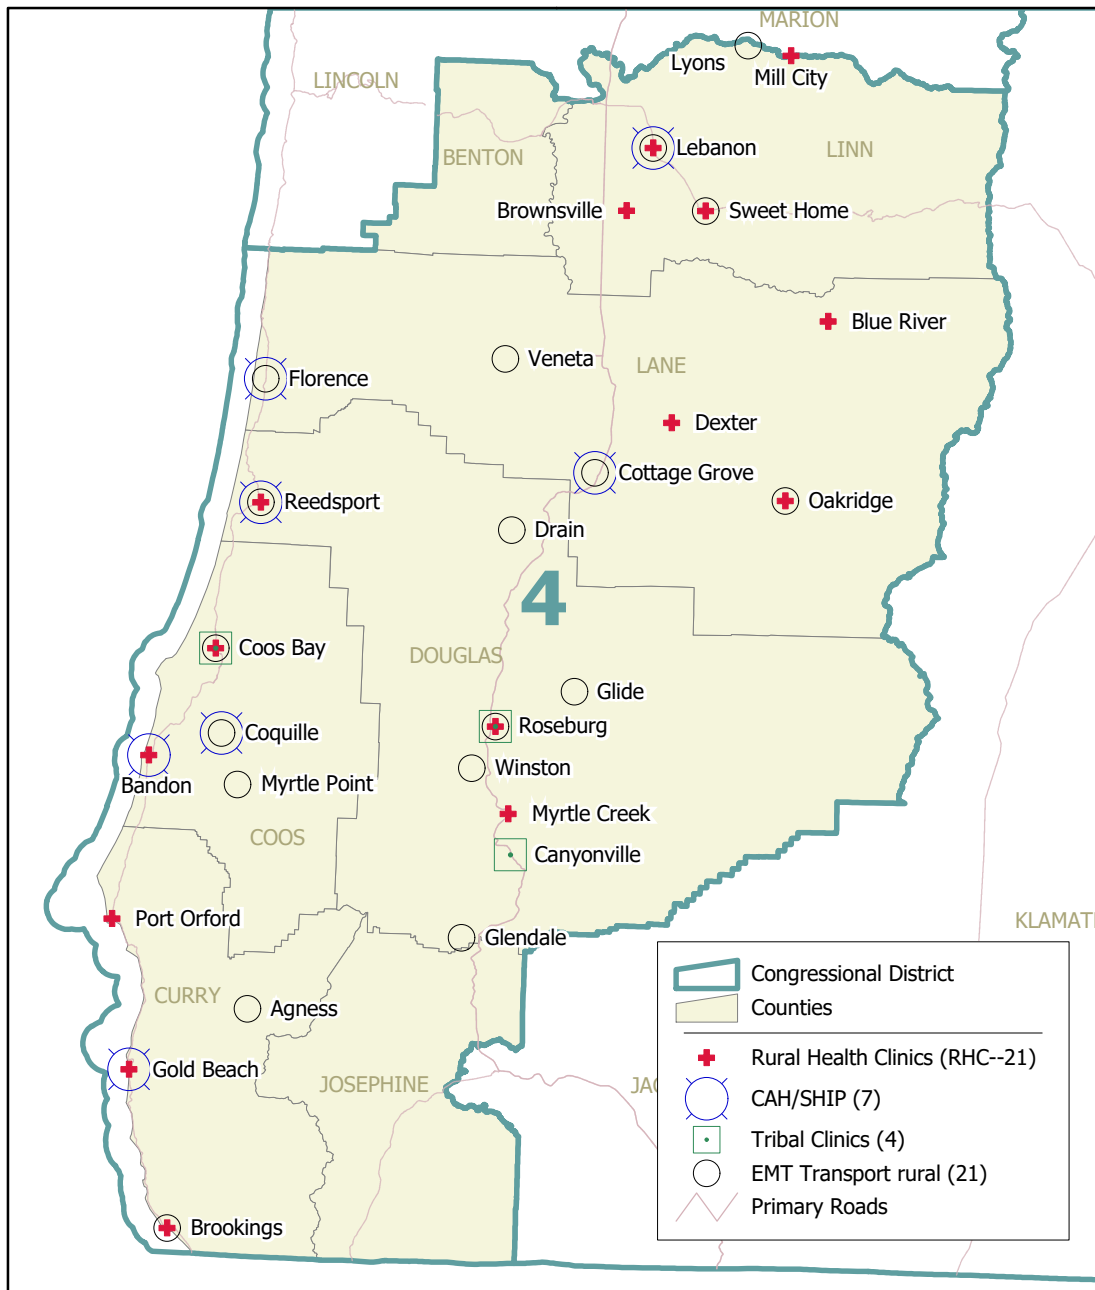 MARION
Lyons
Mill City
LINCOLN
BENTON
Lebanon
LINN
Brownsville
Sweet Home
Blue River
Veneta
LANE
Florence
Dexter
Cottage Grove
Reedsport
Oakridge
Drain
4
Coos Bay
DOUGLAS
Glide
Coquille
Roseburg
Bandon
Myrtle Point
Winston
Myrtle Creek
COOS
Canyonville
Port Orford
KLAMAT
Glendale
CURRY
Agness
Gold Beach
JOSEPHINE
JAC
Brookings
Congressional District
Counties
Rural Health Clinics (RHC--21)
CAH/SHIP (7)
Tribal Clinics (4)
EMT Transport rural (21)
Primary Roads